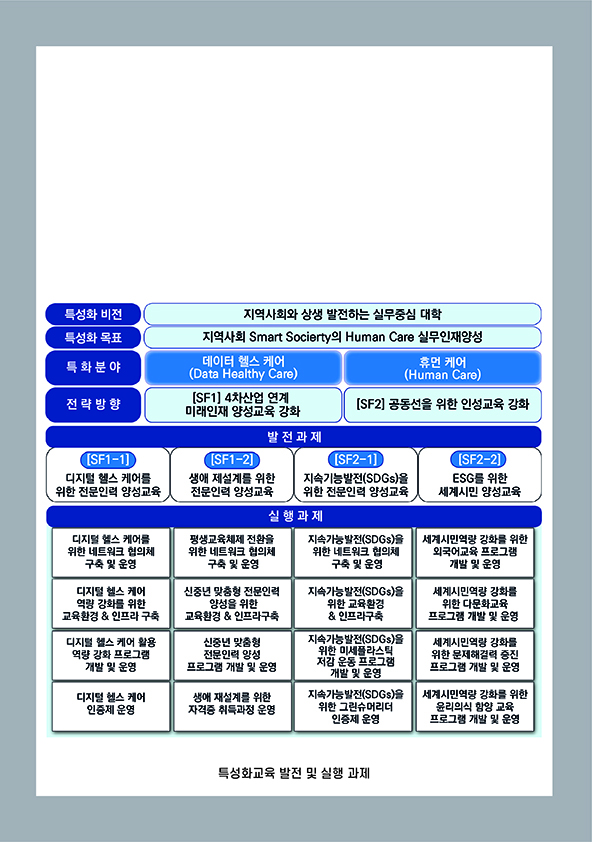 특성화 비전
지역사회와 상생 발전하는 실무중심 대학
특성화 목표
지역사회 Smart Socierty의 Human Care 실무인재양성
특화분야
데이터 헬스 케어
(Data Healthy Care)
휴먼 케어
(Human Care)
전략방향
[SF1] 4차산업 연계
미래인재 양성교육 강화
[SF2] 공동선을 위한 인성교육 강화
발전과제
[SF1-1]
디지털 헬스 케어를
위한 전문인력 양성교육
[SF1-2]
생애 재설계를 위한
전문인력 양성교육
[SF2-1]
지속기능발전(SDGs)을
위한 전문인력 양성교육
[SF2-2]
ESG를 위한
세계시민 양성교육
실행과제
디지털 헬스 케어를
위한 네트워크 협의체
구축 및 운영
평생교육체제 전환을
위한 네트워크 협의체
구축 및 운영
지속가능발전(SDGs)을
위한 네트워크 협의체
구축 및 운영
세계시민역량 강화를 위한
외국어교육 프로그램
개발 및 운영
디지털 헬스 케어
역량 강화를 위한
교육환경 & 인프라 구축
신중년 맞춤형 전문인력
양성을 위한
교육환경 & 인프라구축
지속가능발전(SDGs)을
위한 교육환경
& 인프라구축
세계시민역량 강화를
위한 다문화교육
프로그램 개발 및 운영
디지털 헬스 케어 활용
역량 강화 프로그램
개발 및 운영
신중년 맞춤형
전문인력 양성
프로그램 개발 및 운영
지속가능발전(SDGs)을
위한 미세플라스틱
저감 운동 프로그램
개발 및 운영
세계시민역량 강화를
위한 문제해결력 증진
프로그램 개발 및 운영
디지털 헬스 케어
인증제 운영
생애 재설계를 위한
자격증 취득과정 운영
지속가능발전(SDGs)을
위한 그린슈머리더
인증제 운영
세계시민역량 강화를 위한
윤리의식 함양 교육
프로그램 개발 및 운영
특성화교육 발전 및 실행 과제